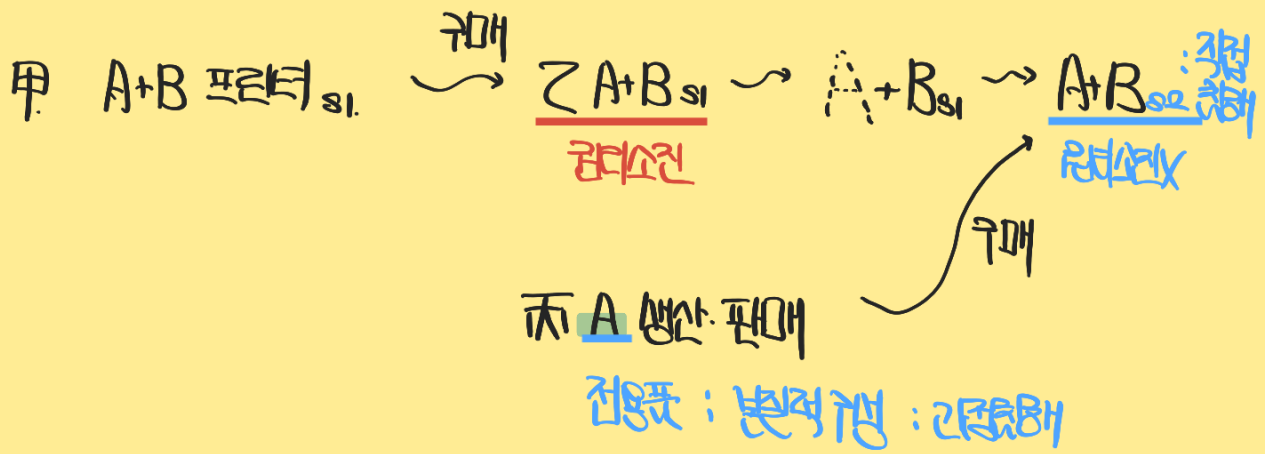 구매
甲 A+B 프린터 S1. 乙 A+B S1 A+B S1 A+B S2 : 직접 침해
권리소진 권리소진X
구매
丙 A 생산·판매
전용품 : 본질적 구성 : 간접침해